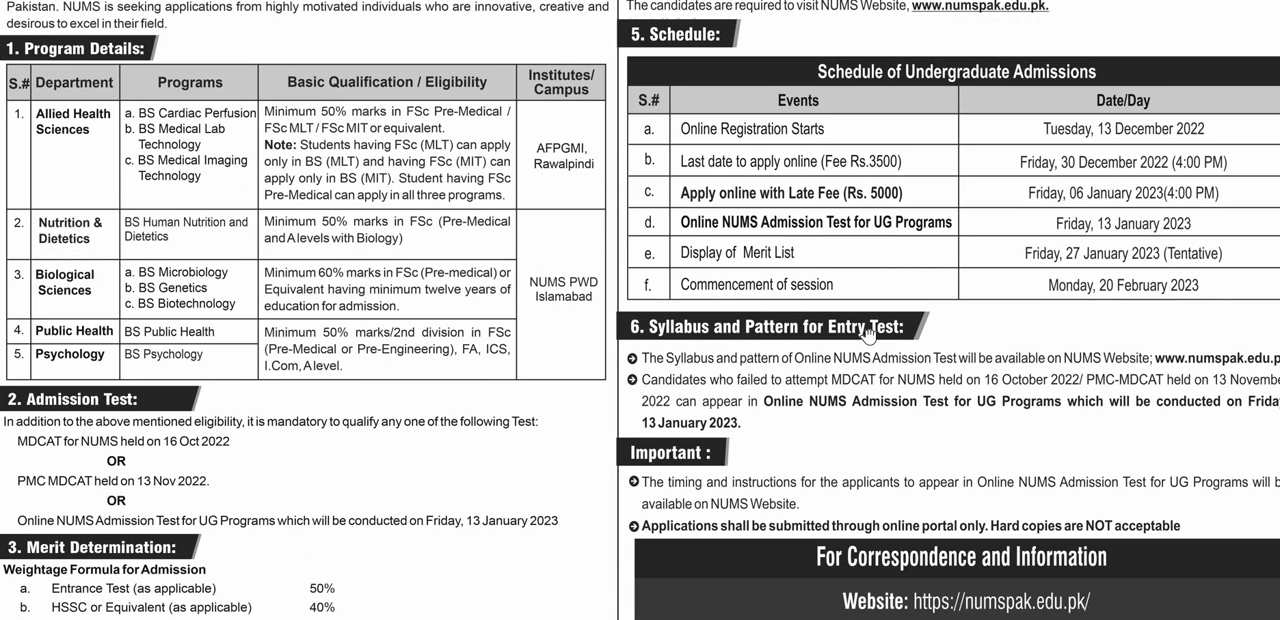 Pakistan. NUMS is seeking applications from highly motivated individuals who are innovative, creative and
desirous to excel in their field.
1. Program Details:
S.# Department Programs Basic Qualification / Eligibility Institutes/
Campus
1. Allied Health
Sciences
a. BS Cardiac Perfusion
b. BS Medical Lab
Technology
c. BS Medical Imaging
Technology
Minimum 50% marks in FSc Pre-Medical /
FSc MLT / FSc MIT or equivalent.
Note: Students having FSc (MLT) can apply
only in BS (MLT) and having FSc (MIT) can
apply only in BS (MIT). Student having FSc
Pre-Medical can apply in all three programs.
AFPGMI,
Rawalpindi
2. Nutrition &
Dietetics
BS Human Nutrition and
Dietetics
Minimum 50% marks in FSc (Pre-Medical
and A levels with Biology)
3. Biological
Sciences
a. BS Microbiology
b. BS Genetics
c. BS Biotechnology
Minimum 60% marks in FSc (Pre-medical) or
Equivalent having minimum twelve years of
education for admission.
NUMS PWD
Islamabad
4. Public Health BS Public Health
5. Psychology BS Psychology
Minimum 50% marks/2nd division in FSc
(Pre-Medical or Pre-Engineering), FA, ICS,
I.Com, A level.
2. Admission Test:
In addition to the above mentioned eligibility, it is mandatory to qualify any one of the following Test:
MDCAT for NUMS held on 16 Oct 2022
OR
PMC MDCAT held on 13 Nov 2022.
OR
Online NUMS Admission Test for UG Programs which will be conducted on Friday, 13 January 2023
3. Merit Determination:
Weightage Formula for Admission
a. Entrance Test (as applicable) 50%
b. HSSC or Equivalent (as applicable) 40%
The candidates are required to visit NUMS Website, www.numspak.edu.pk.
5. Schedule:
Schedule of Undergraduate Admissions
S.# Events Date/Day
a. Online Registration Starts Tuesday, 13 December 2022
b. Last date to apply online (Fee Rs.3500) Friday, 30 December 2022 (4:00 PM)
c. Apply online with Late Fee (Rs. 5000) Friday, 06 January 2023(4:00 PM)
d. Online NUMS Admission Test for UG Programs Friday, 13 January 2023
e. Display of Merit List Friday, 27 January 2023 (Tentative)
f. Commencement of session Monday, 20 February 2023
6. Syllabus and Pattern for Entry Test:
The Syllabus and pattern of Online NUMS Admission Test will be available on NUMS Website; www.numspak.edu.p
Candidates who failed to attempt MDCAT for NUMS held on 16 October 2022/ PMC-MDCAT held on 13 Novembe
2022 can appear in Online NUMS Admission Test for UG Programs which will be conducted on Friday
13 January 2023.
Important :
The timing and instructions for the applicants to appear in Online NUMS Admission Test for UG Programs will b
available on NUMS Website.
Applications shall be submitted through online portal only. Hard copies are NOT acceptable
For Correspondence and Information
Website: https://numspak.edu.pk/